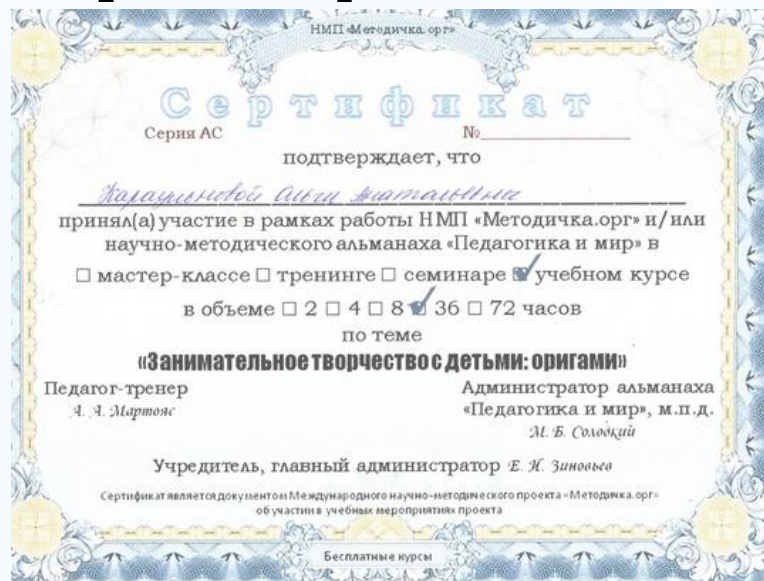 НМП «Методичка.орг»
Сертификат
Серия АС №
подтверждает, что
Ольги Анатольевна
принял(а) участие в рамках работы НМП «Методичка.орг» и/или
научно-методического альманаха «Педагогика и мир» в
☐ мастер-классе ☐ тренинге ☐ семинаре ☑ учебном курсе
в объеме ☐ 2 ☐ 4 ☐ 8 ☑ 36 ☐ 72 часов
по теме
«Занимательное творчество с детьми: оригами»
Педагог-тренер Администратор альманаха
А. А. Мартояс «Педагогика и мир», м.п.д.
М. Б. Солодкий
Учредитель, главный администратор Е. Н. Зиновьев
Сертификат является документом Международного научно-методического проекта «Методичка.орг»
об участии в учебных мероприятиях проекта
Бесплатные курсы